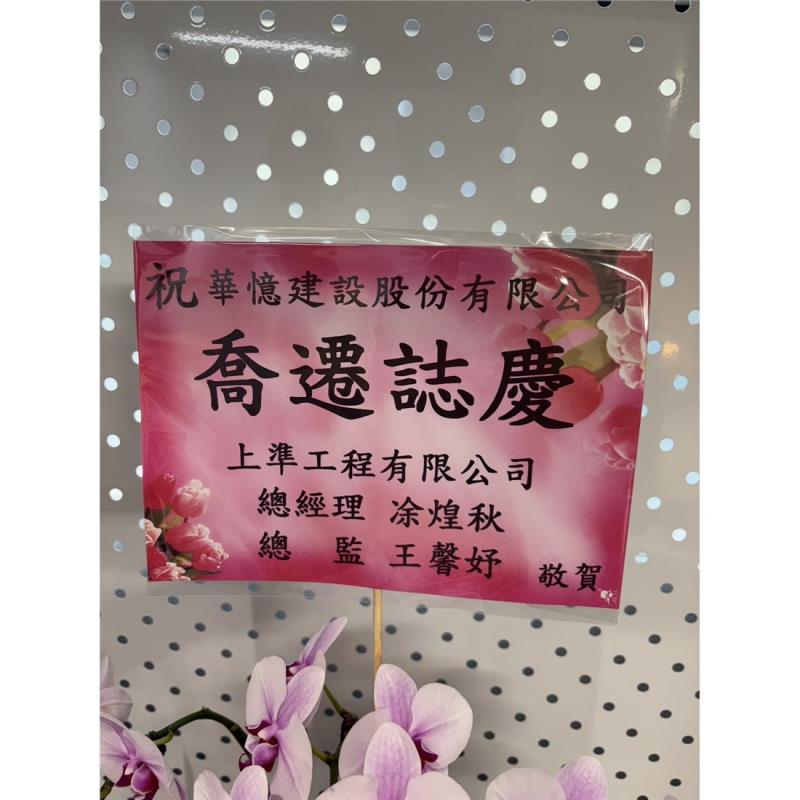 祝華憶建設股份有限公司
喬遷誌慶
上準工程有限公司
總經理 凃煌秋
總 監 王馨妤
敬賀